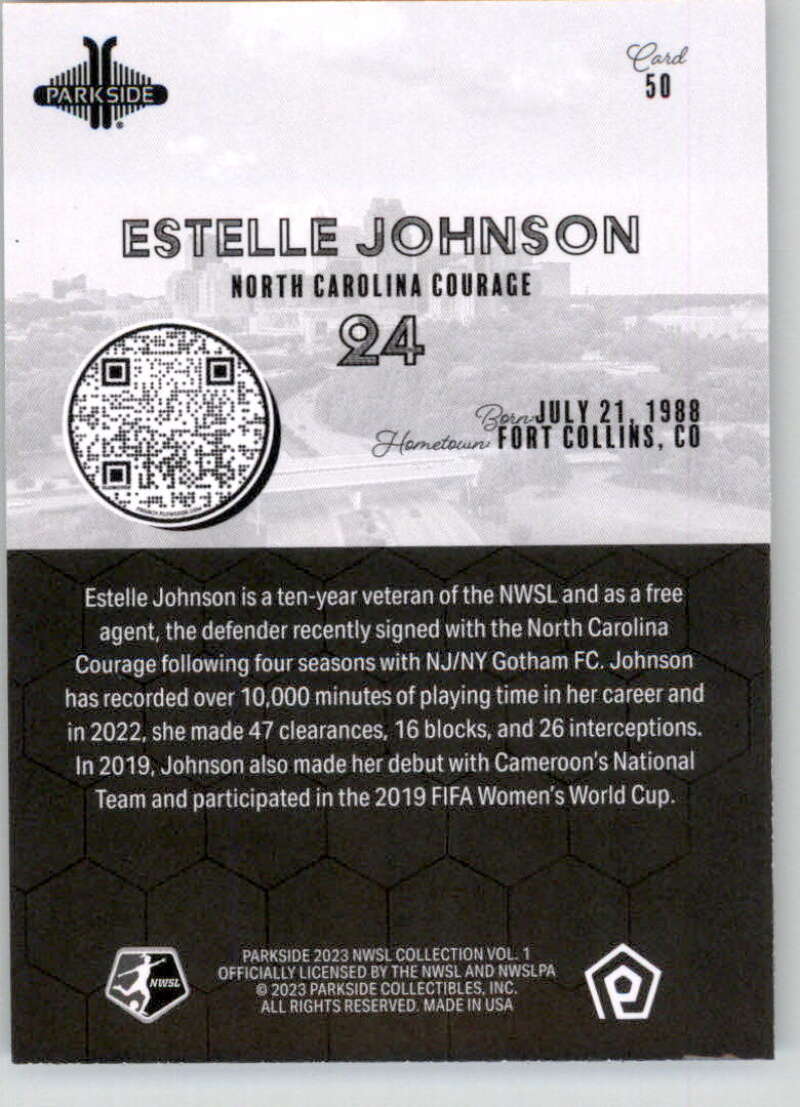 PARKSIDE
®
Card
50
ESTELLE JOHNSON
NORTH CAROLINA COURAGE
24
Born: JULY 21, 1988
Hometown: FORT COLLINS, CO
Estelle Johnson is a ten-year veteran of the NWSL and as a free
agent, the defender recently signed with the North Carolina
Courage following four seasons with NJ/NY Gotham FC. Johnson
has recorded over 10,000 minutes of playing time in her career and
in 2022, she made 47 clearances, 16 blocks, and 26 interceptions.
In 2019, Johnson also made her debut with Cameroon's National
Team and participated in the 2019 FIFA Women's World Cup.
NWSL
PARKSIDE 2023 NWSL COLLECTION VOL. 1
OFFICIALLY LICENSED BY THE NWSL AND NWSLPA
© 2023 PARKSIDE COLLECTIBLES, INC.
ALL RIGHTS RESERVED. MADE IN USA